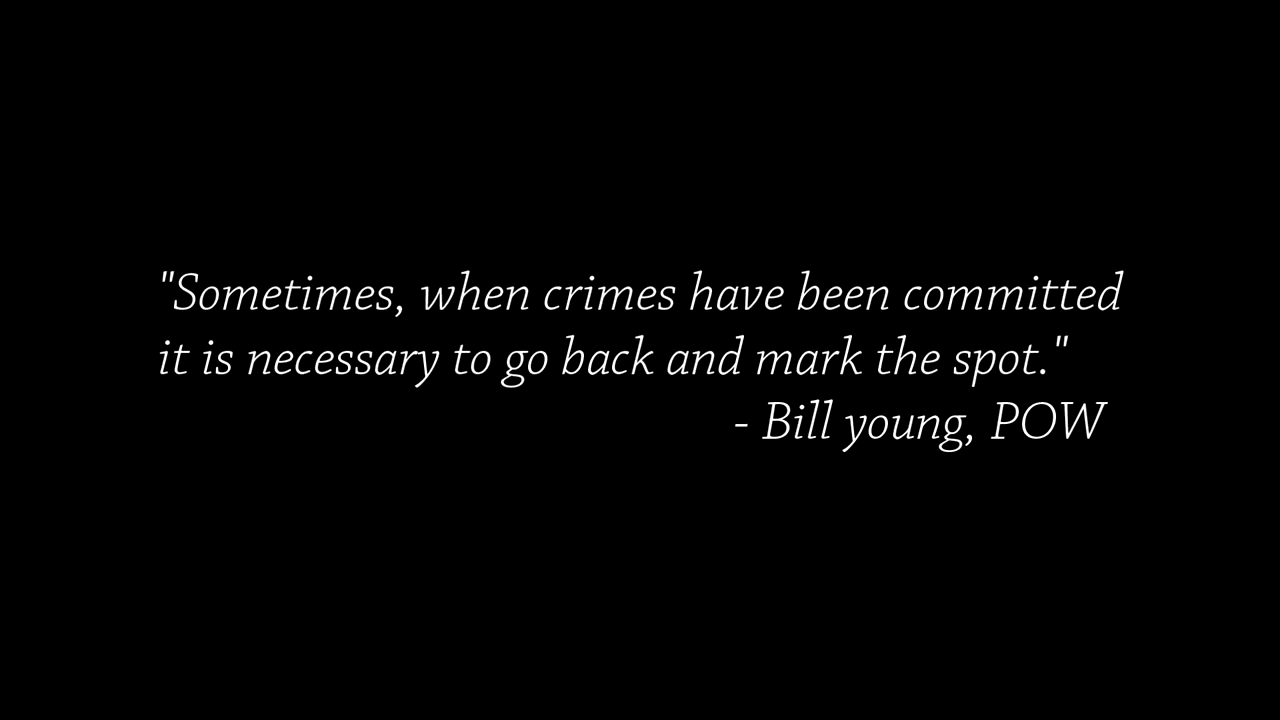 "Sometimes, when crimes have been committed
it is necessary to go back and mark the spot."
- Bill young, POW